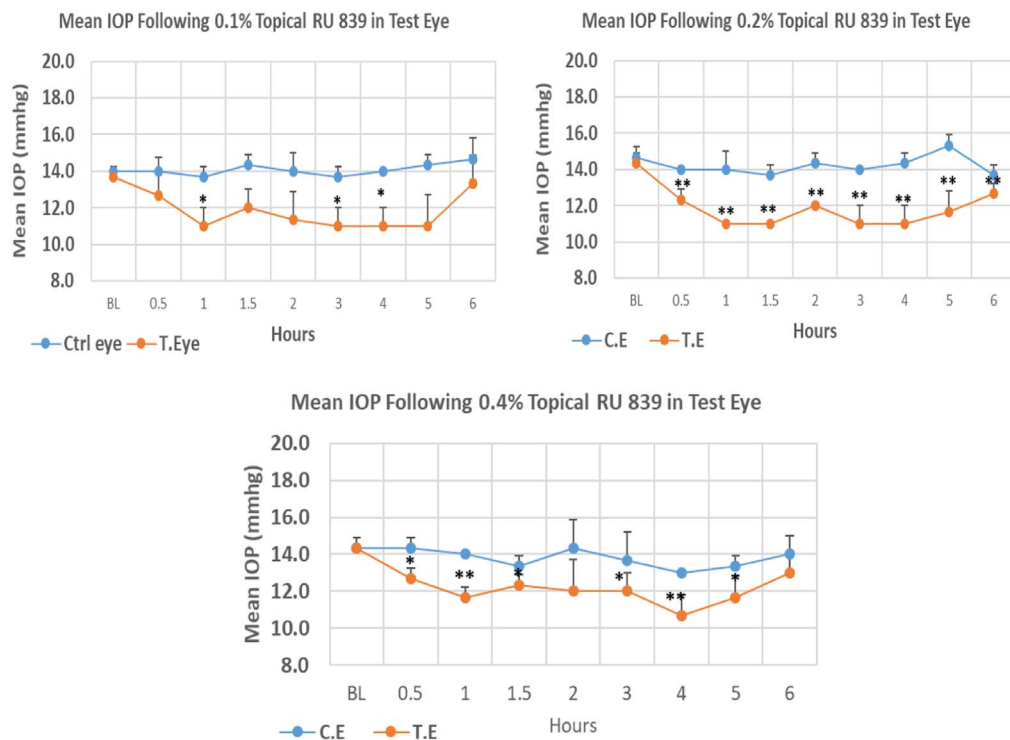 Mean IOP Following 0.1% Topical RU 839 in Test Eye
Mean IOP (mmhg)
20.0
18.0
16.0
14.0
12.0
10.0
8.0
*
*
*
BL 0.5 1 1.5 2 3 4 5 6
Hours
Ctrl eye T.Eye
Mean IOP Following 0.2% Topical RU 839 in Test Eye
Mean IOP (mmhg)
20.0
18.0
16.0
14.0
12.0
10.0
8.0
** ** ** ** ** ** ** **
BL 0.5 1 1.5 2 3 4 5 6
Hours
C.E T.E
Mean IOP Following 0.4% Topical RU 839 in Test Eye
Mean IOP (mmhg)
20.0
18.0
16.0
14.0
12.0
10.0
8.0
* ** * * ** *
BL 0.5 1 1.5 2 3 4 5 6
Hours
C.E T.E